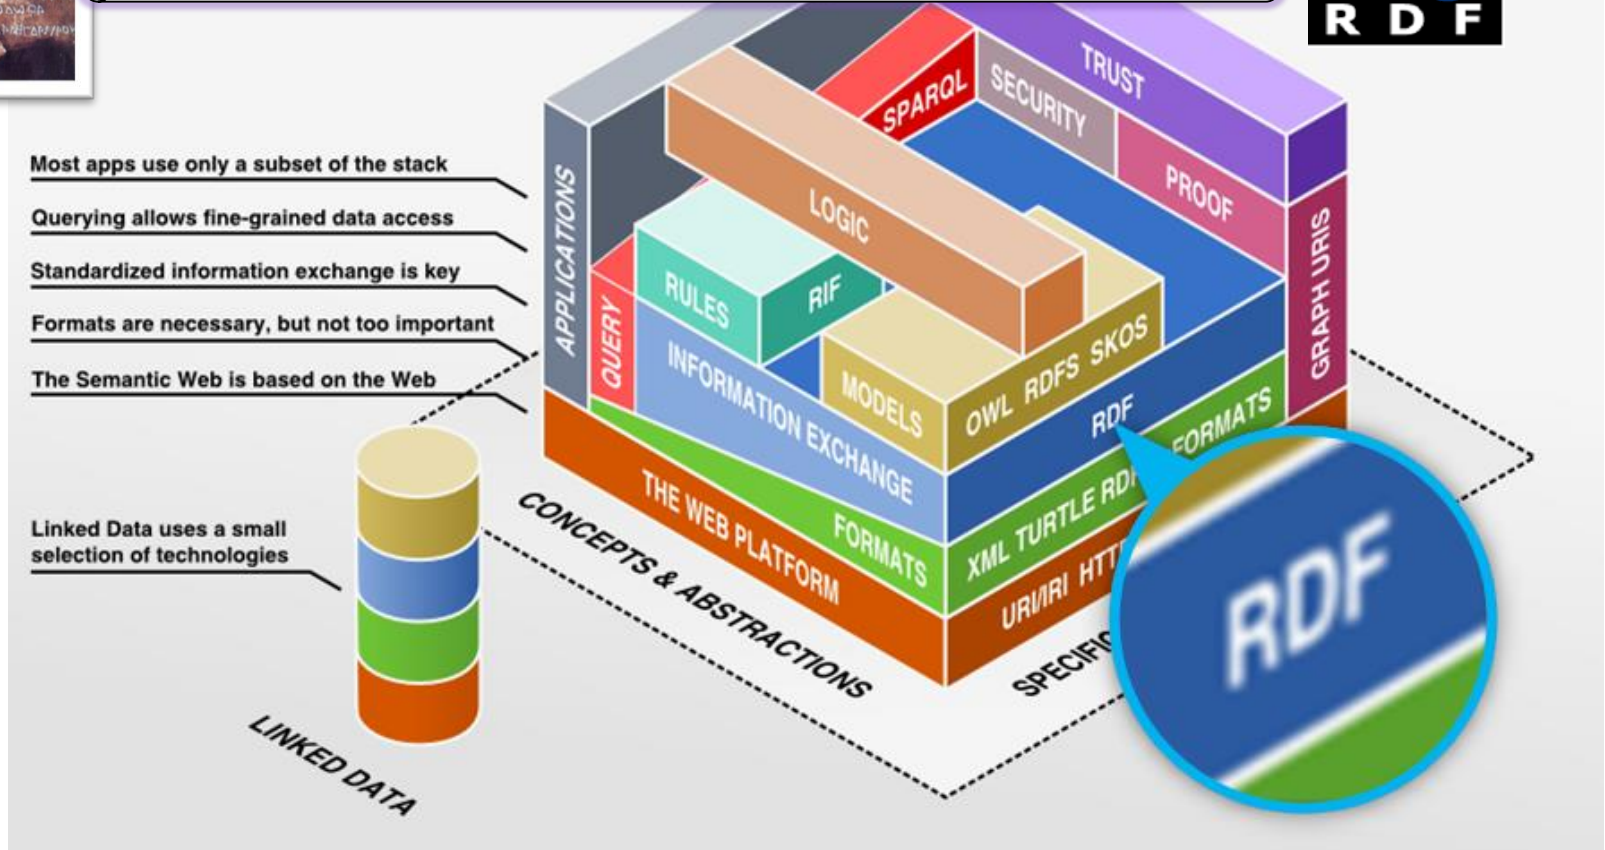 RDF
Most apps use only a subset of the stack
Querying allows fine-grained data access
Standardized information exchange is key
Formats are necessary, but not too important
The Semantic Web is based on the Web
Linked Data uses a small
selection of technologies
LINKED DATA
APPLICATIONS
QUERY
RULES
RIF
LOGIC
SPARQL
SECURITY
TRUST
PROOF
GRAPH URIS
INFORMATION EXCHANGE
MODELS
OWL RDFS SKOS
RDF
FORMATS
XML TURTLE RDF
FORMATS
THE WEB PLATFORM
URI/IRI
CONCEPTS & ABSTRACTIONS
RDF